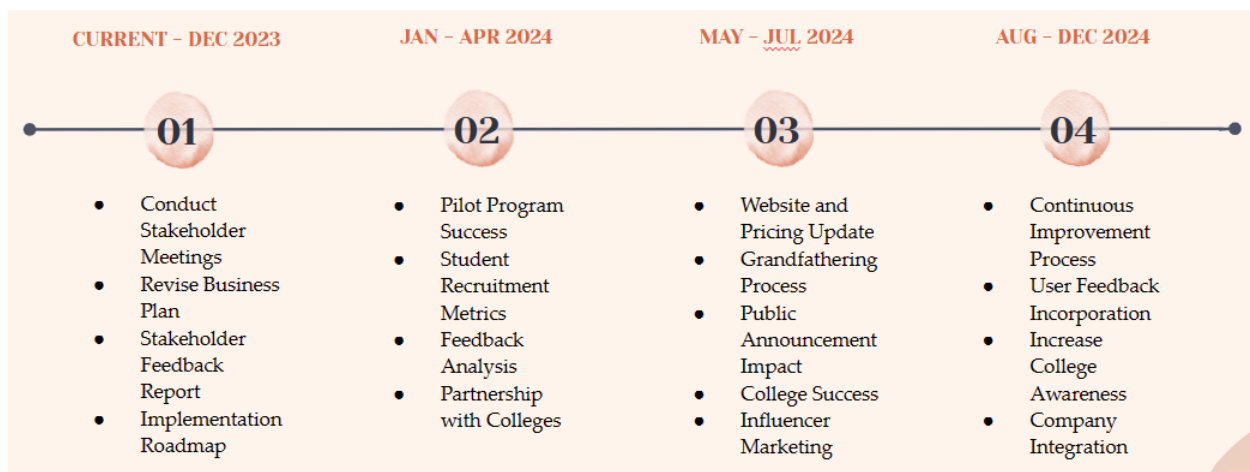 CURRENT – DEC 2023
JAN – APR 2024
MAY – JUL 2024
AUG – DEC 2024
01
02
03
04
● Conduct
Stakeholder
Meetings
● Revise Business
Plan
● Stakeholder
Feedback
Report
● Implementation
Roadmap
● Pilot Program
Success
● Student
Recruitment
Metrics
● Feedback
Analysis
● Partnership
with Colleges
● Website and
Pricing Update
● Grandfathering
Process
● Public
Announcement
Impact
● College Success
● Influencer
Marketing
● Continuous
Improvement
Process
● User Feedback
Incorporation
● Increase
College
Awareness
● Company
Integration